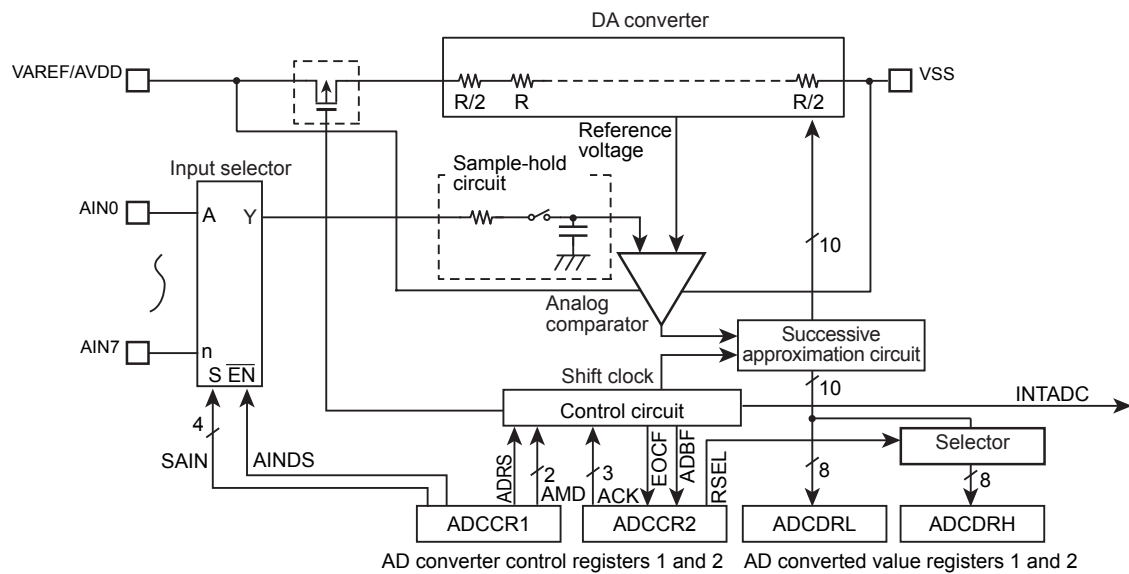 DA converter
VAREF/AVDD
VSS
R/2
R
R/2
Reference
voltage
Sample-hold
circuit
Input selector
AIN0
A
Y
10
Analog
comparator
AIN7
n
S
EN
Successive
approximation circuit
Shift clock
10
Control circuit
INTADC
4
SAIN
AINDS
ADRS
2
AMD
3
ACK
EOCF
ADBF
RSEL
Selector
8
8
ADCCR1
ADCCR2
ADCDRL
ADCDRH
AD converter control registers 1 and 2
AD converted value registers 1 and 2